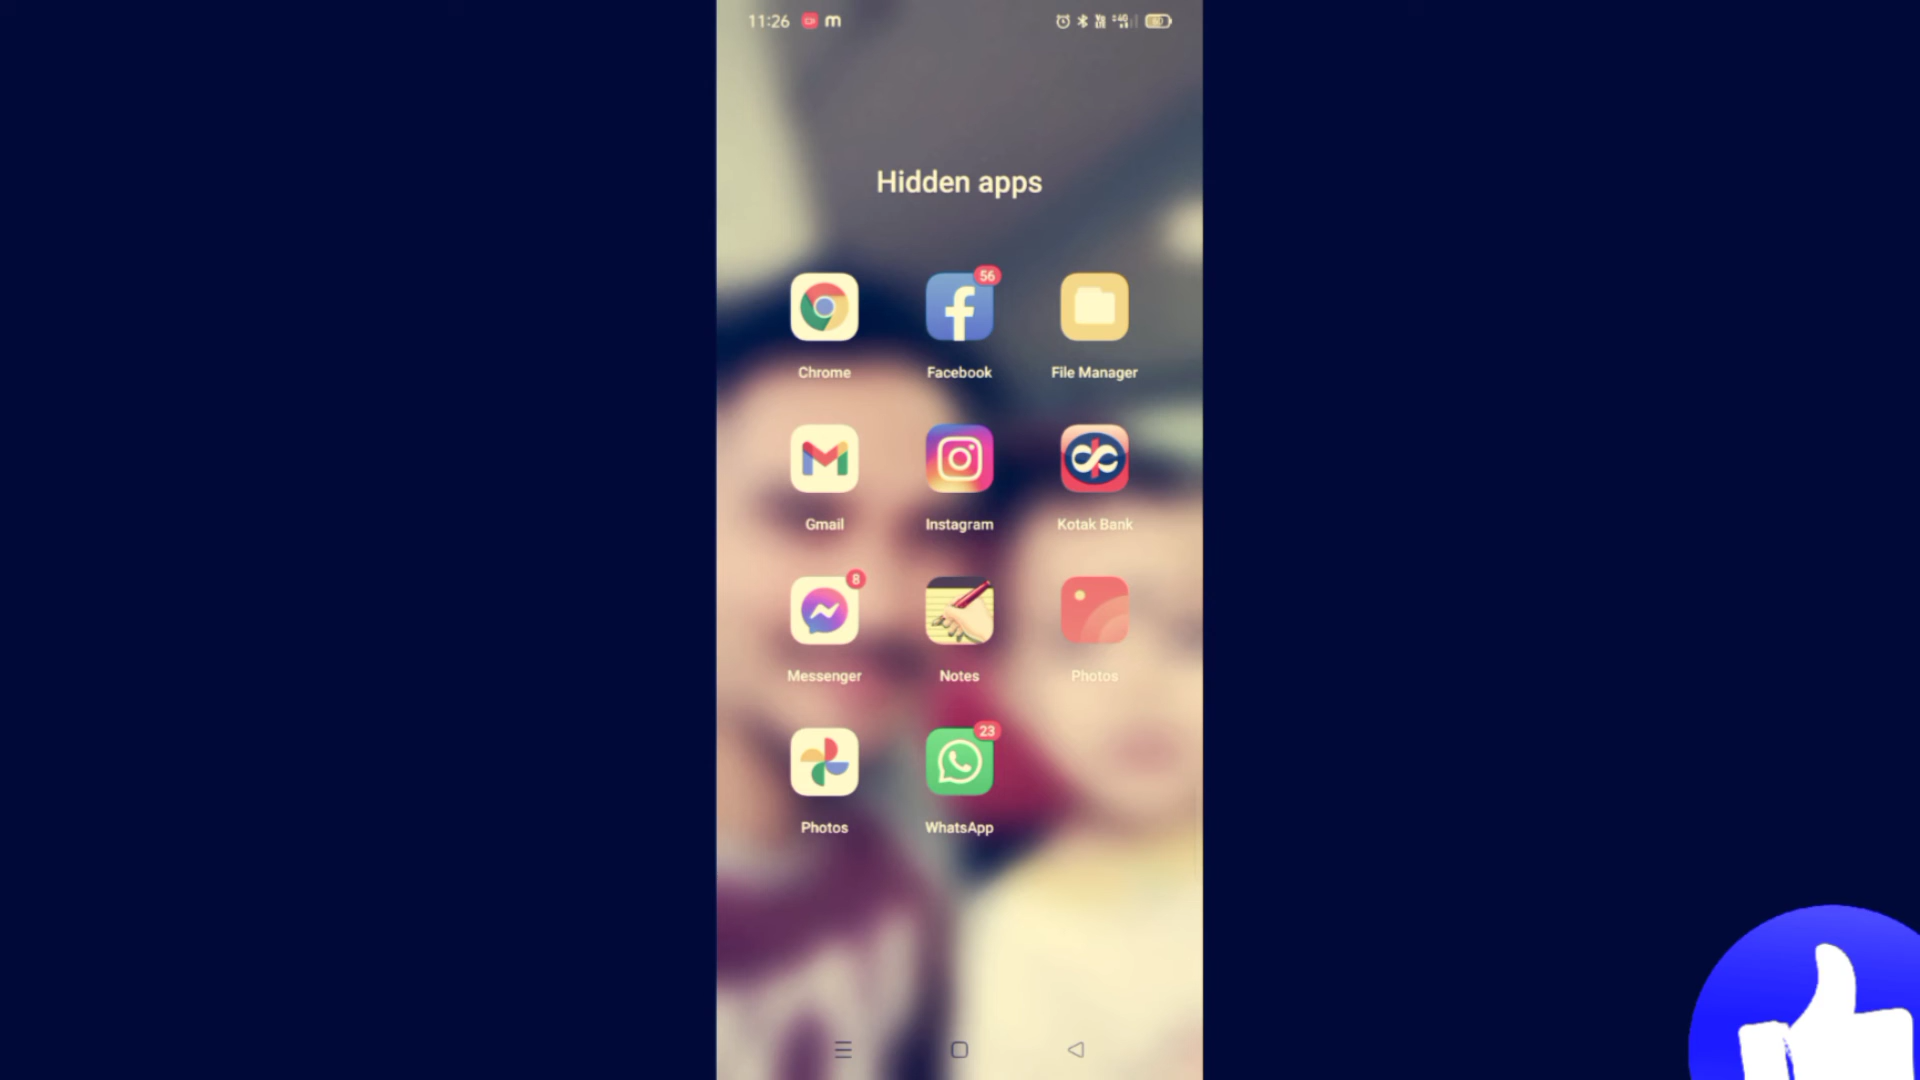 11:26 m
Hidden apps
56
Chrome Facebook File Manager
Gmail Instagram Kotak Bank
8
Messenger Notes Photos
23
Photos WhatsApp